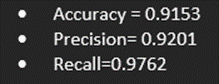 • Accuracy = 0.9153
• Precision= 0.9201
• Recall=0.9762